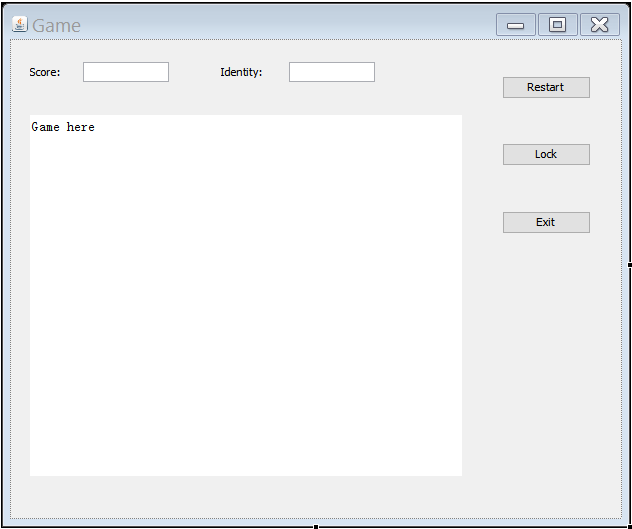 Game
Score:
Identity:
Restart
Game here
Lock
Exit